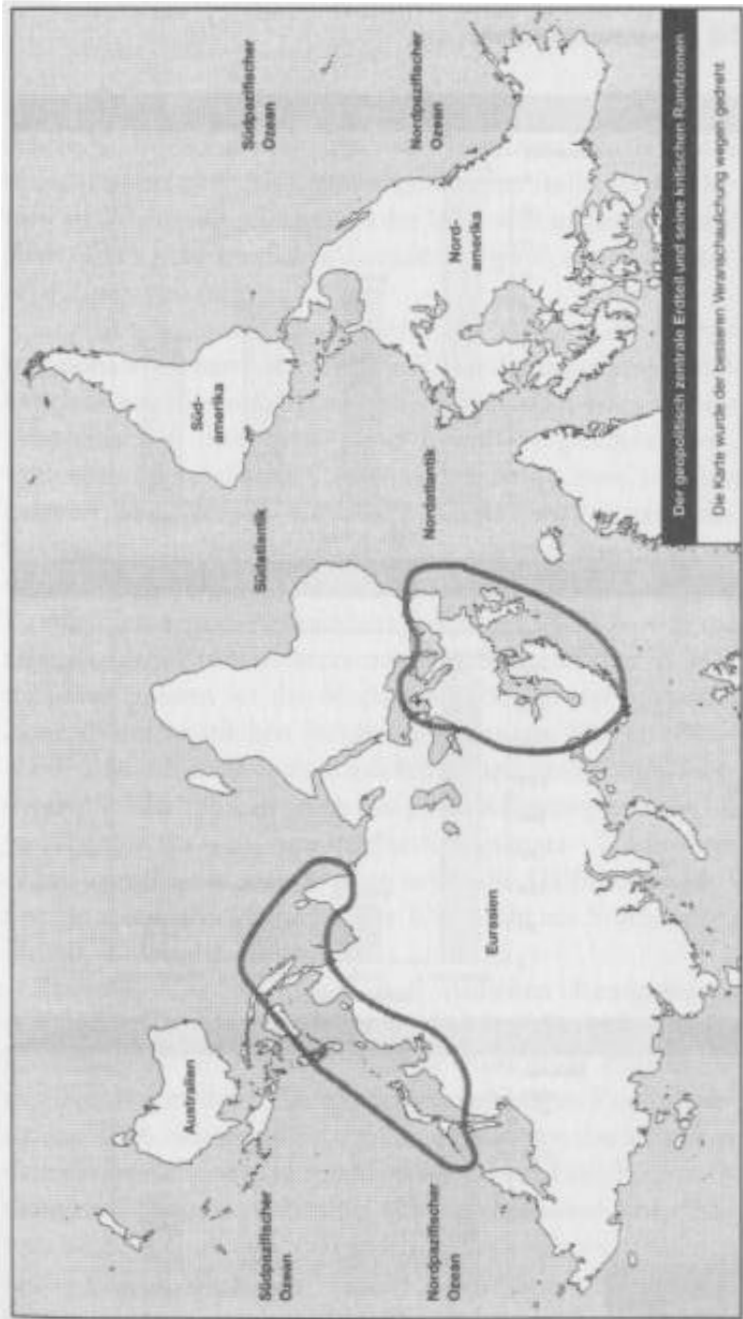 Australien
Süd-
amerika
Südpazifischer
Ozean
Südatlantik
Südpazifischer
Ozean
Nordpazifischer
Ozean
Nordatlantik
Nordpazifischer
Ozean
Nord-
amerika
Eurasien
Der geopolitisch zentrale Erdteil und seine kritischen Randzonen
Die Karte wurde der besseren Veranschaulichung wegen gedreht